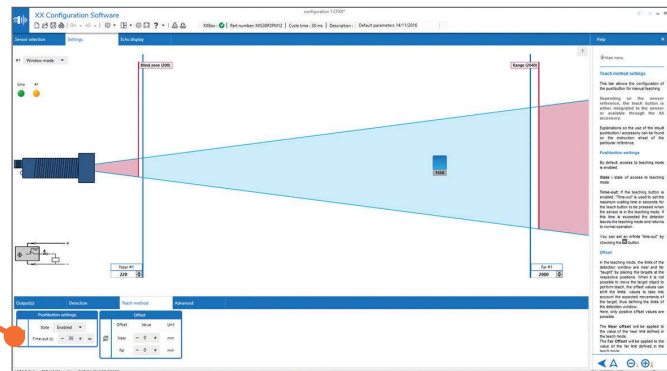 XX Configuration Software
configuration 1.CFXX*
XXBox : Part number: XXS30P2PM12 | Cycle time : 30 ms | Description : Default parameters 14/11/2016
Sensor selection Settings Echo display
Help
#1 Window mode
Echo #1
Blind zone (200)
Range (2140)
1550
Near #1
220
Far #1
2000
Output(s) Detection Teach method Advanced
Pushbutton settings
State Enabled
Time-out (s) - 30 + ∞
Offset
Offset Value Unit
Near - 0 + mm
Far - 0 + mm
Main menu
Teach method settings
This tab allows the configuration of
the pushbutton for manual teaching.
Depending on the sensor
reference, the teach button is
either integrated to the sensor
or available through the XX
accessory.
Explanations on the use of the inbuilt
pushbutton / accessory can be found
on the instruction sheet of the
particular reference.
Pushbutton settings
By default, access to teaching mode
is enabled.
State : state of access to teaching
mode.
Time-out: if the teaching button is
enabled, "Time-out" is used to set the
maximum waiting time in seconds for
the teach button to be pressed when
the sensor is in the teaching mode. If
this time is exceeded the detector
leaves the teaching mode and returns
to normal operation.
You can set an infinite "time-out" by
checking the button.
Offset
In the teaching mode, the limits of the
detection window are near and far
"taught" by placing the targets at the
respective positions. When it is not
possible to move the target object to
perform teach, the offset values can
shift the limits' values to take into
account the expected movements of
the target, thus defining the limits of
the detection window.
Here, only positive offset values are
possible.
The Near Offset will be applied to
the value of the near limit defined in
the teach mode.
The Far Offset will be applied to the
value of the far limit defined in the
teach mode.